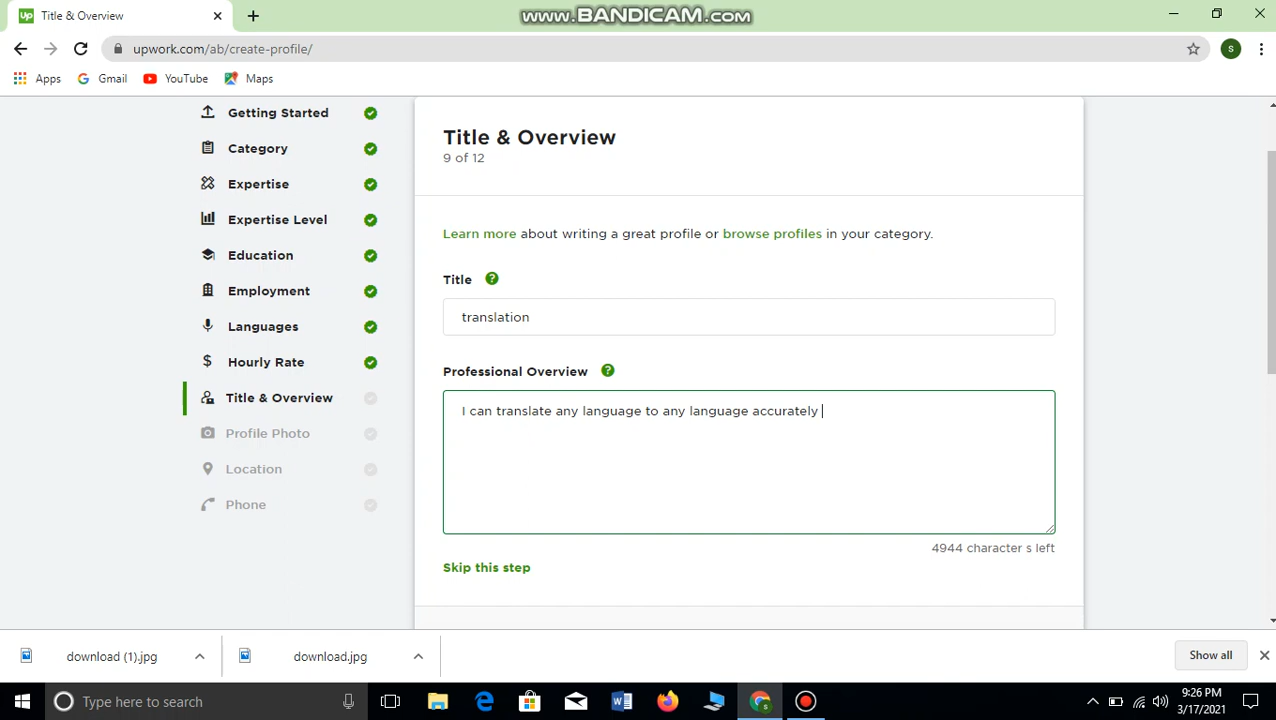 Title & Overview
www.BANDICAM.com
upwork.com/ab/create-profile/
S
Apps
Gmail
YouTube
Maps
Getting Started
Category
Expertise
Expertise Level
Education
Employment
Languages
Hourly Rate
Title & Overview
Profile Photo
Location
Phone
Title & Overview
9 of 12
Learn more about writing a great profile or browse profiles in your category.
Title ?
translation
Professional Overview ?
I can translate any language to any language accurately
4944 character s left
Skip this step
download (1).jpg
download.jpg
Show all
Type here to search
9:26 PM
3/17/2021